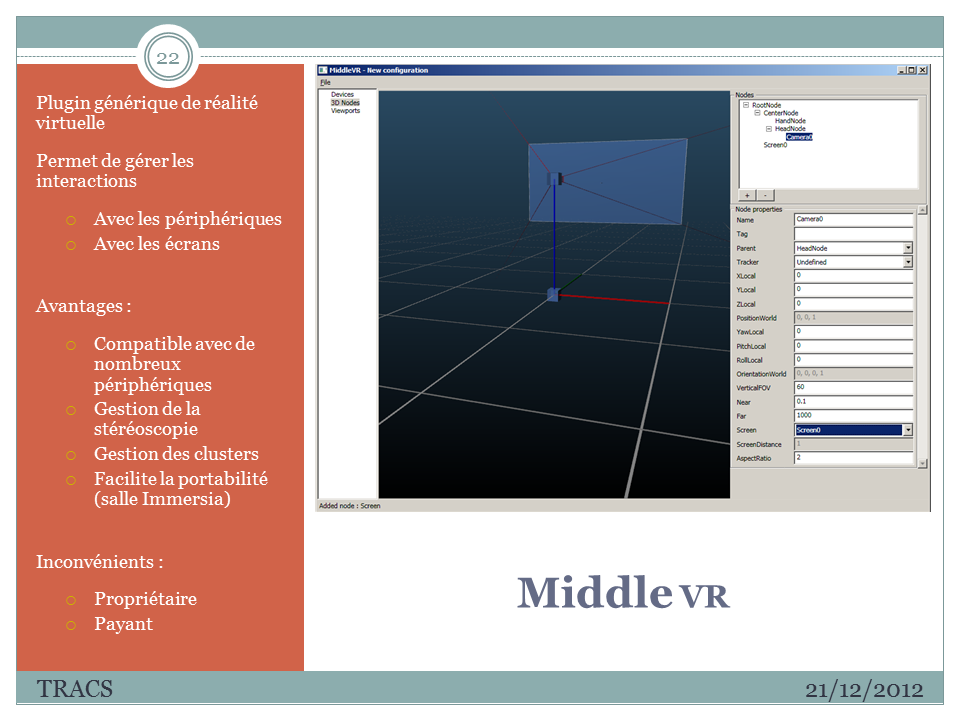 22
Plugin générique de réalité
virtuelle
Permet de gérer les
interactions
Avec les périphériques
Avec les écrans
Avantages :
Compatible avec de
nombreux
périphériques
Gestion de la
stéréoscopie
Gestion des clusters
Facilite la portabilité
(salle Immersia)
Inconvénients :
Propriétaire
Payant
MiddleVR - New configuration
File
Devices
3D Nodes
Viewports
Nodes
RootNode
CenterNode
HandNode
HeadNode
Camera0
Screen0
+ -
Node properties
Name Camera0
Tag
Parent HeadNode
Tracker Undefined
XLocal 0
YLocal 0
ZLocal 0
PositionWorld 0, 0, 1
YawLocal 0
PitchLocal 0
RollLocal 0
OrientationWorld 0, 0, 0, 1
VerticalFOV 60
Near 0.1
Far 1000
Screen Screen0
ScreenDistance 1
AspectRatio 2
Added node : Screen
Middle VR
TRACS
21/12/2012